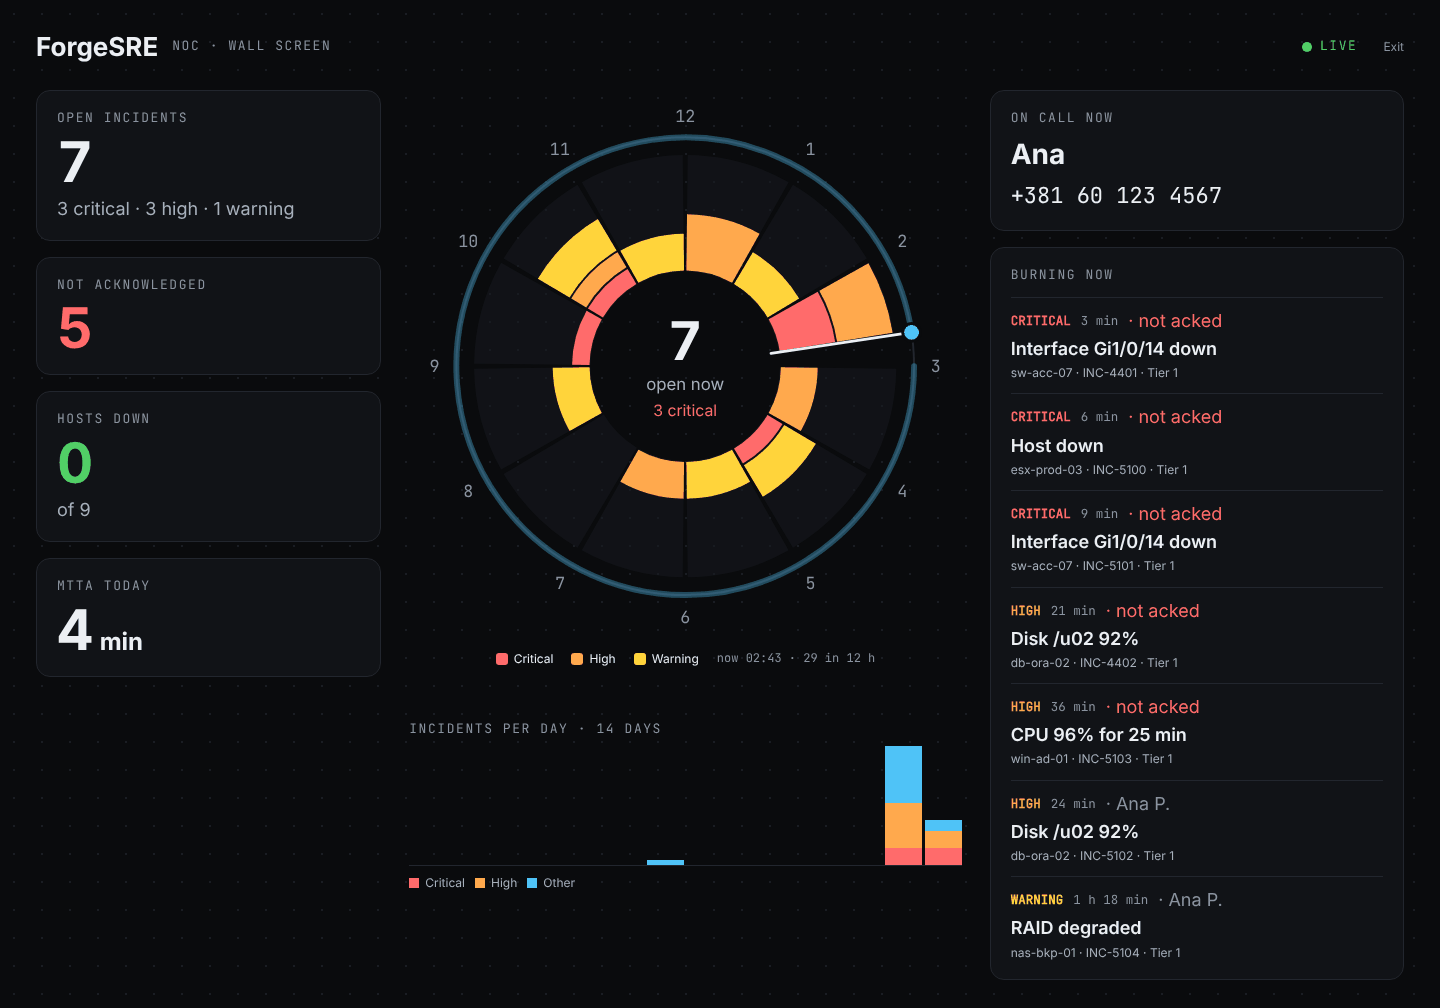 ForgeSRE NOC · WALL SCREEN
LIVE Exit
OPEN INCIDENTS
7
3 critical · 3 high · 1 warning
NOT ACKNOWLEDGED
5
HOSTS DOWN
0
of 9
MTTA TODAY
4 min
12
1
2
3
4
5
6
7
8
9
10
11
7
open now
3 critical
Critical High Warning now 02:43 · 29 in 12 h
INCIDENTS PER DAY · 14 DAYS
Critical High Other
ON CALL NOW
Ana
+381 60 123 4567
BURNING NOW
CRITICAL 3 min · not acked
Interface Gi1/0/14 down
sw-acc-07 · INC-4401 · Tier 1
CRITICAL 6 min · not acked
Host down
esx-prod-03 · INC-5100 · Tier 1
CRITICAL 9 min · not acked
Interface Gi1/0/14 down
sw-acc-07 · INC-5101 · Tier 1
HIGH 21 min · not acked
Disk /u02 92%
db-ora-02 · INC-4402 · Tier 1
HIGH 36 min · not acked
CPU 96% for 25 min
win-ad-01 · INC-5103 · Tier 1
HIGH 24 min · Ana P.
Disk /u02 92%
db-ora-02 · INC-5102 · Tier 1
WARNING 1 h 18 min · Ana P.
RAID degraded
nas-bkp-01 · INC-5104 · Tier 1